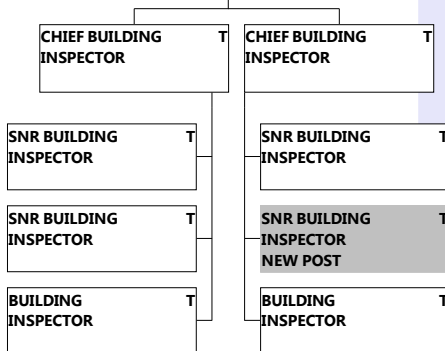 CHIEF BUILDING T
INSPECTOR
CHIEF BUILDING T
INSPECTOR
SNR BUILDING T
INSPECTOR
SNR BUILDING T
INSPECTOR
SNR BUILDING T
INSPECTOR
SNR BUILDING T
INSPECTOR
NEW POST
BUILDING T
INSPECTOR
BUILDING T
INSPECTOR